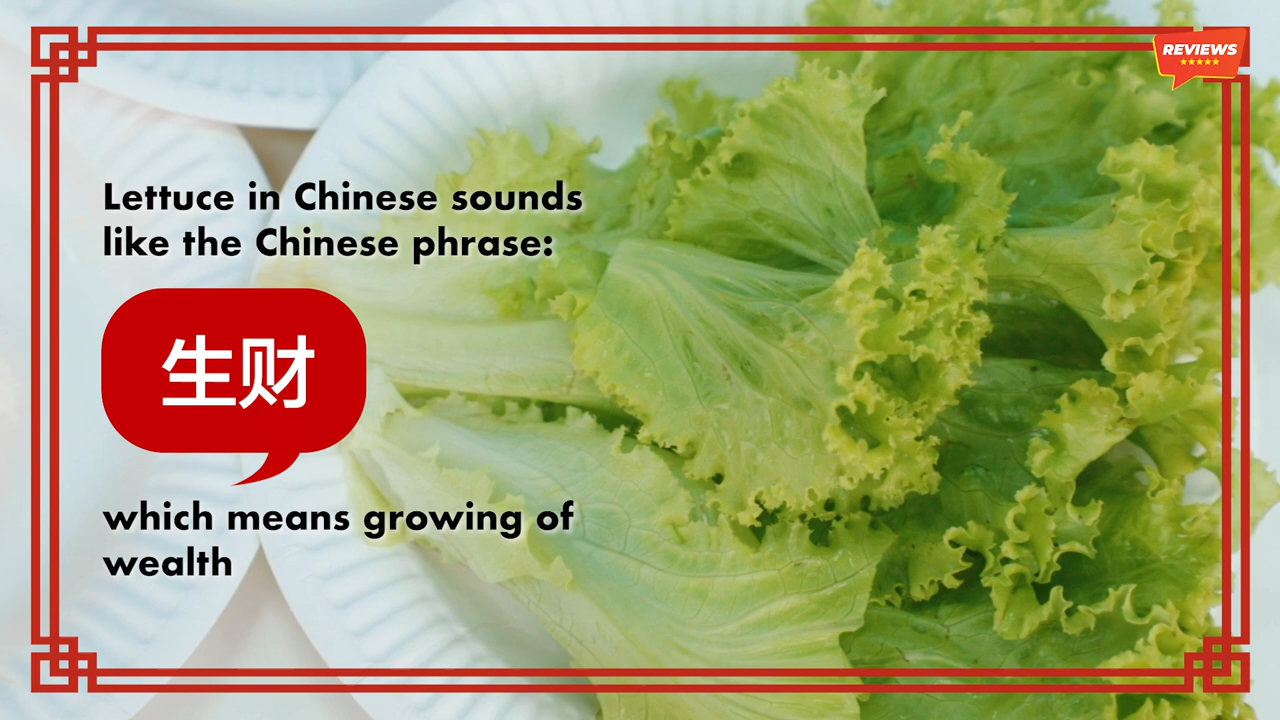 REVIEWS
Lettuce in Chinese sounds
like the Chinese phrase:
生财
which means growing of
wealth